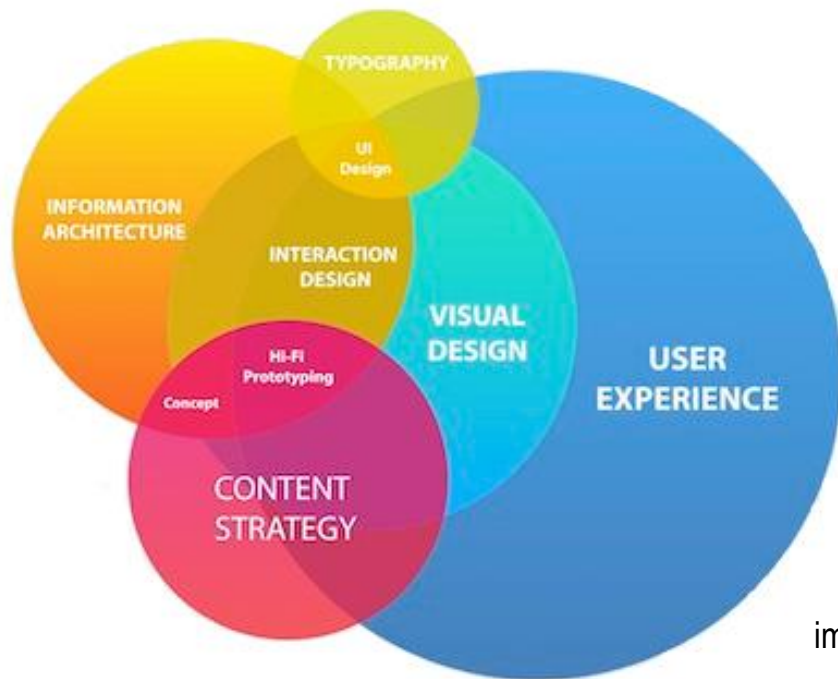 TYPOGRAPHY
UI
Design
INFORMATION
ARCHITECTURE
INTERACTION
DESIGN
VISUAL
DESIGN
USER
EXPERIENCE
Hi-Fi
Prototyping
Concept
CONTENT
STRATEGY